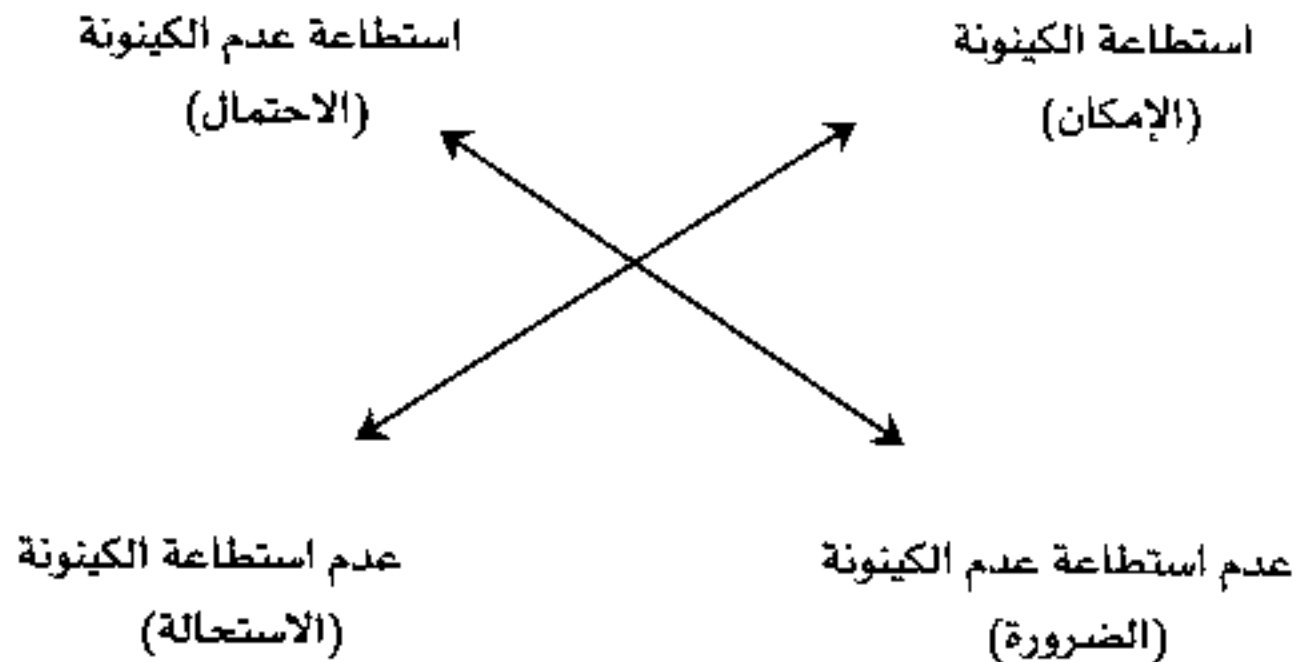 استطاعة الكينونة
(الإمكان)
استطاعة عدم الكينونة
(الاحتمال)
عدم استطاعة عدم الكينونة
(الضرورة)
عدم استطاعة الكينونة
(الاستحالة)